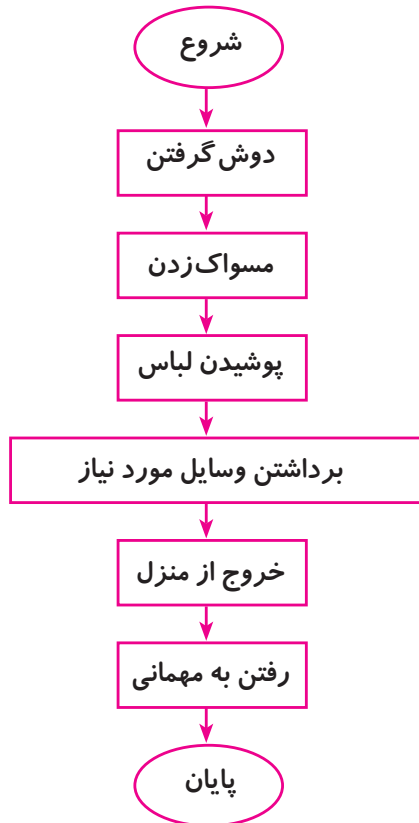 شروع
دوش گرفتن
مسواک زدن
پوشیدن لباس
برداشتن وسایل مورد نیاز
خروج از منزل
رفتن به مهمانی
پایان